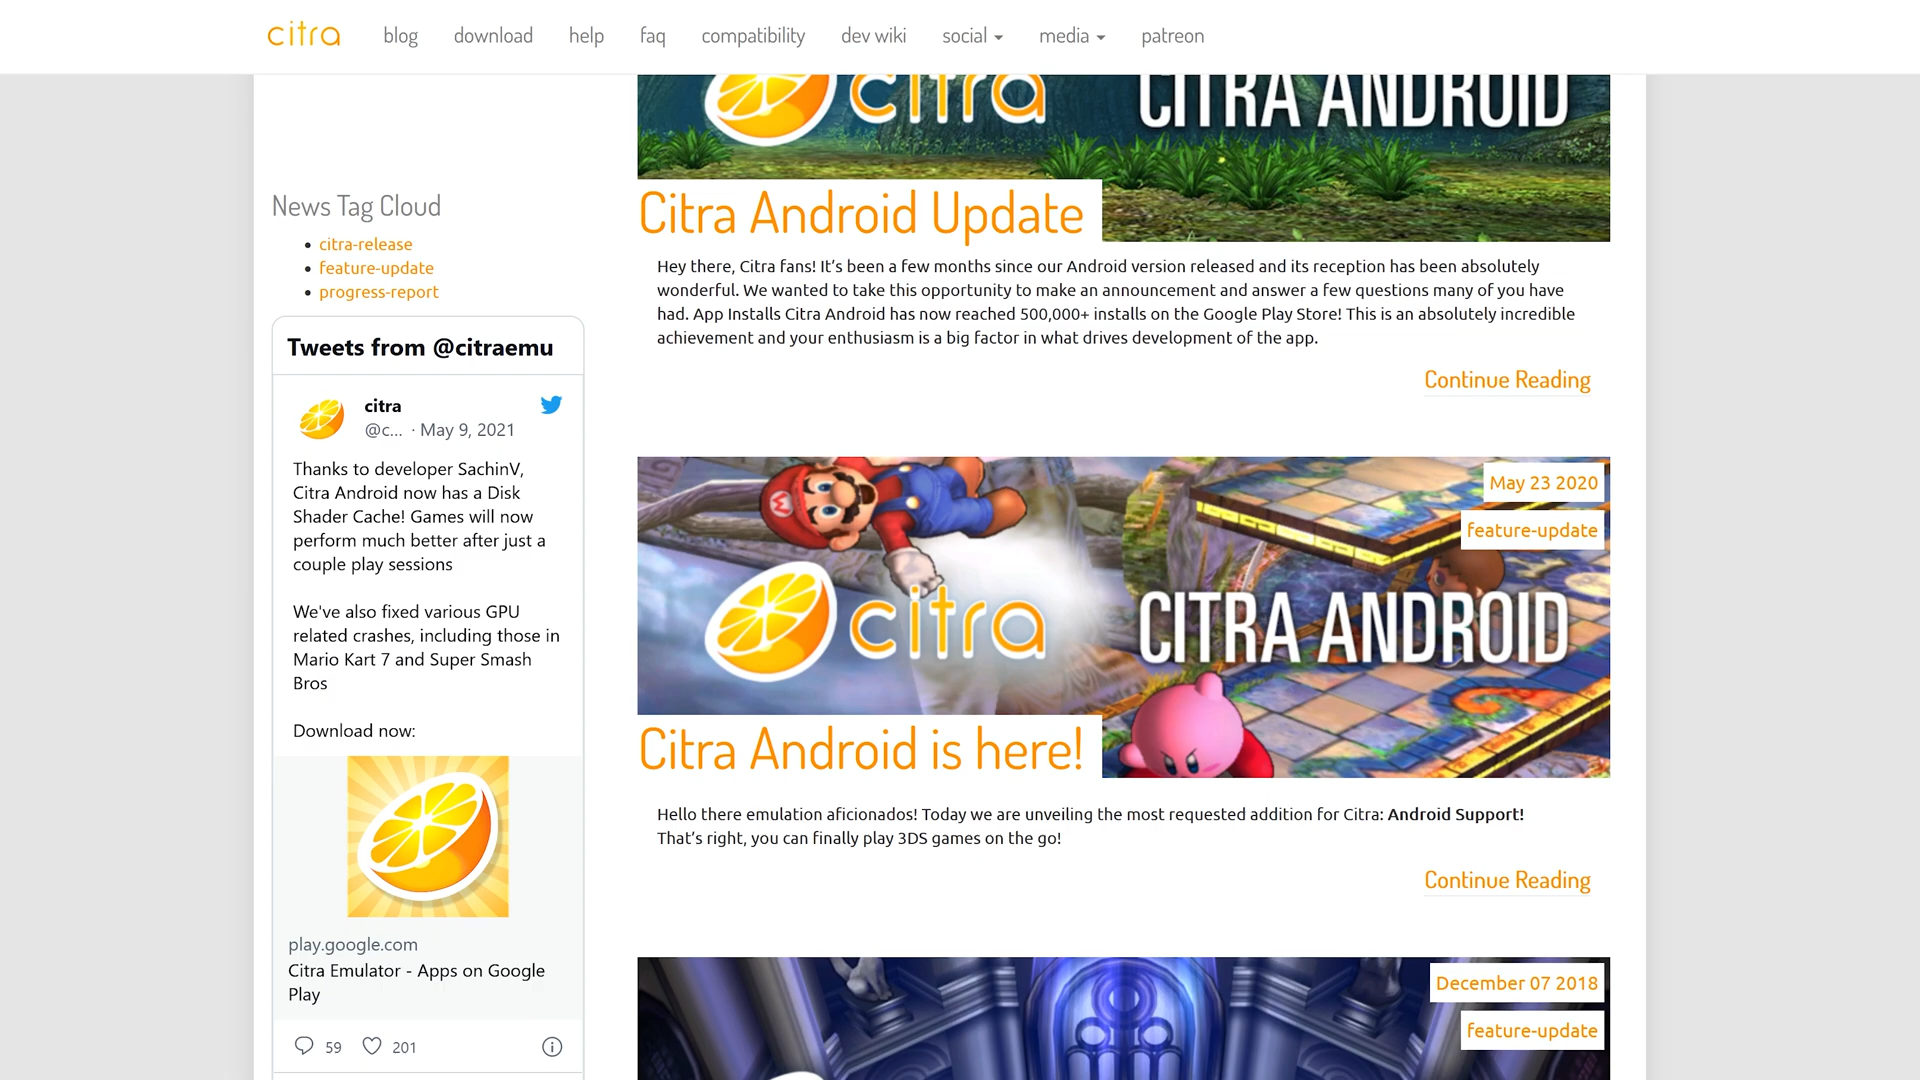 citra
blog
download
help
faq
compatibility
dev wiki
social
media
patreon
citra
CITRA ANDROID
Citra Android Update
Hey there, Citra fans! It’s been a few months since our Android version released and its reception has been absolutely
wonderful. We wanted to take this opportunity to make an announcement and answer a few questions many of you have
had. App Installs Citra Android has now reached 500,000+ installs on the Google Play Store! This is an absolutely incredible
achievement and your enthusiasm is a big factor in what drives development of the app.
Continue Reading
News Tag Cloud
citra-release
feature-update
progress-report
Tweets from @citraemu
citra
@c... · May 9, 2021
Thanks to developer SachinV,
Citra Android now has a Disk
Shader Cache! Games will now
perform much better after just a
couple play sessions
We've also fixed various GPU
related crashes, including those in
Mario Kart 7 and Super Smash
Bros
Download now:
play.google.com
Citra Emulator - Apps on Google
Play
59
201
May 23 2020
feature-update
M
citra
CITRA ANDROID
Citra Android is here!
Hello there emulation aficionados! Today we are unveiling the most requested addition for Citra: Android Support!
That’s right, you can finally play 3DS games on the go!
Continue Reading
December 07 2018
feature-update